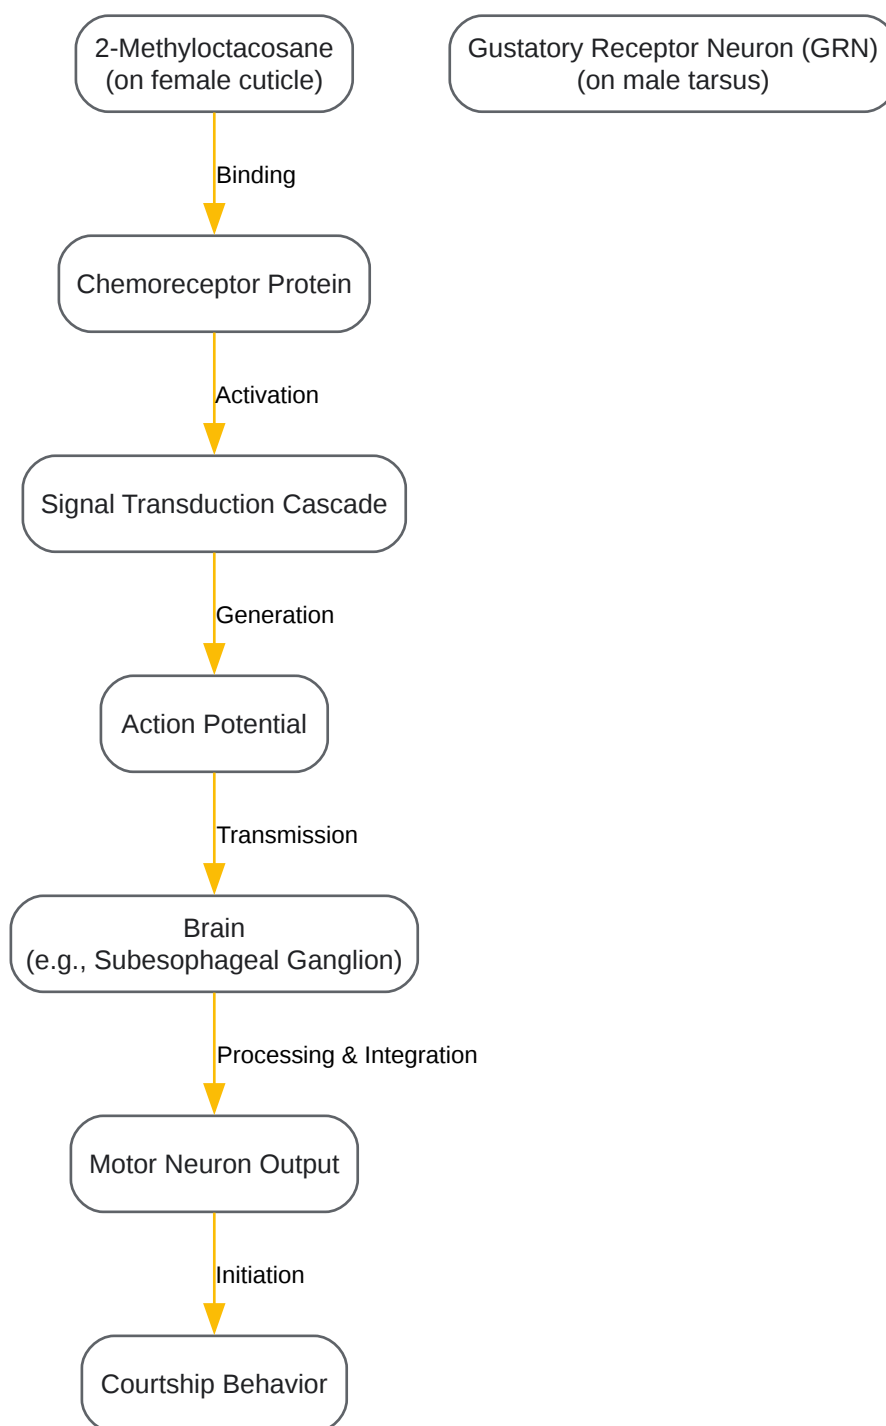 2-Methyloctacosane
(on female cuticle)
Gustatory Receptor Neuron (GRN)
(on male tarsus)
Binding
Chemoreceptor Protein
Activation
Signal Transduction Cascade
Generation
Action Potential
Transmission
Brain
(e.g., Subesophageal Ganglion)
Processing & Integration
Motor Neuron Output
Initiation
Courtship Behavior